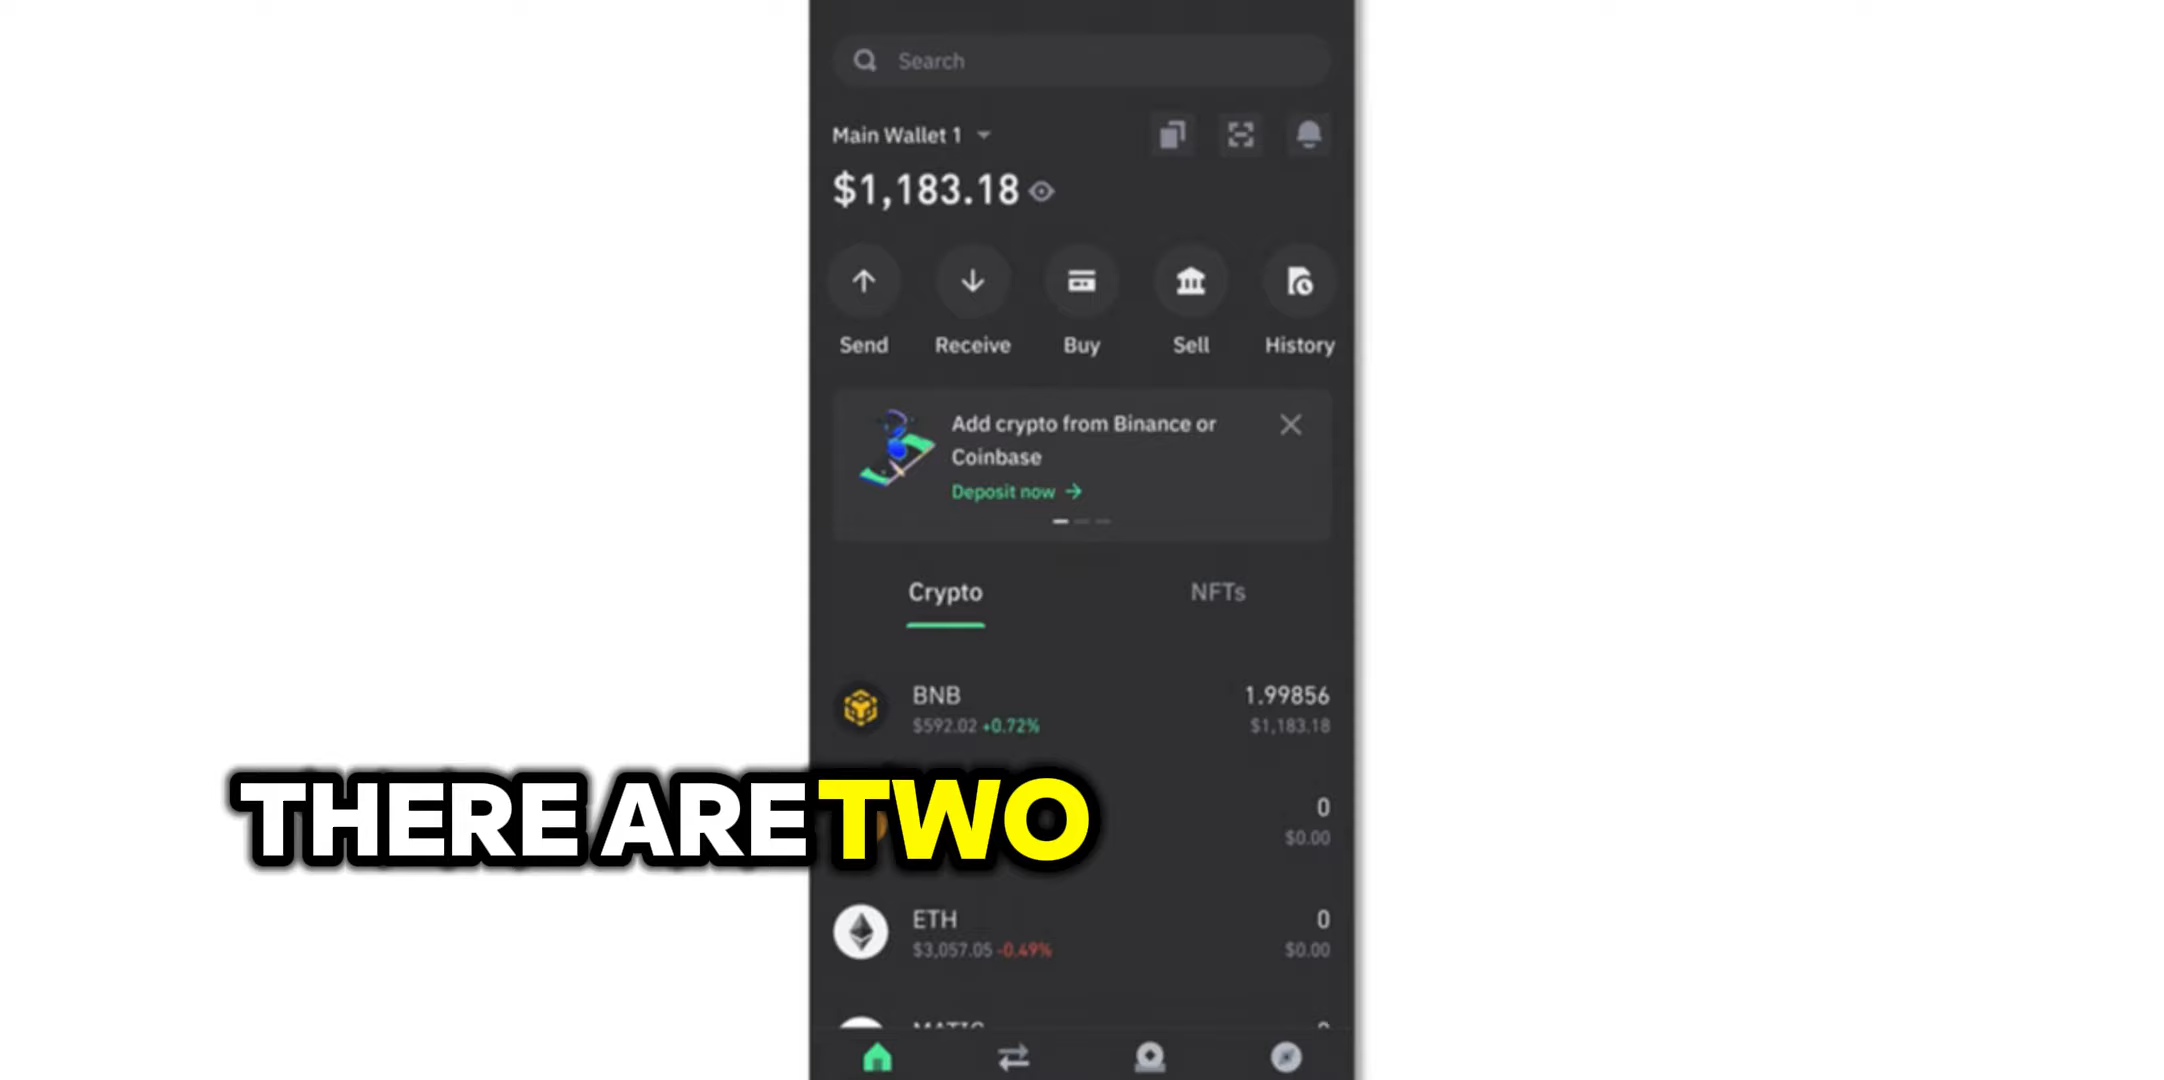 Search
Main Wallet 1
$1,183.18
Send Receive Buy Sell History
Add crypto from Binance or
Coinbase
Deposit now →
Crypto NFTs
BNB 1.99856
$592.02 +0.72% $1,183.18
THERE ARE TWO
0
$0.00
ETH 0
$3,057.05 -0.49% $0.00